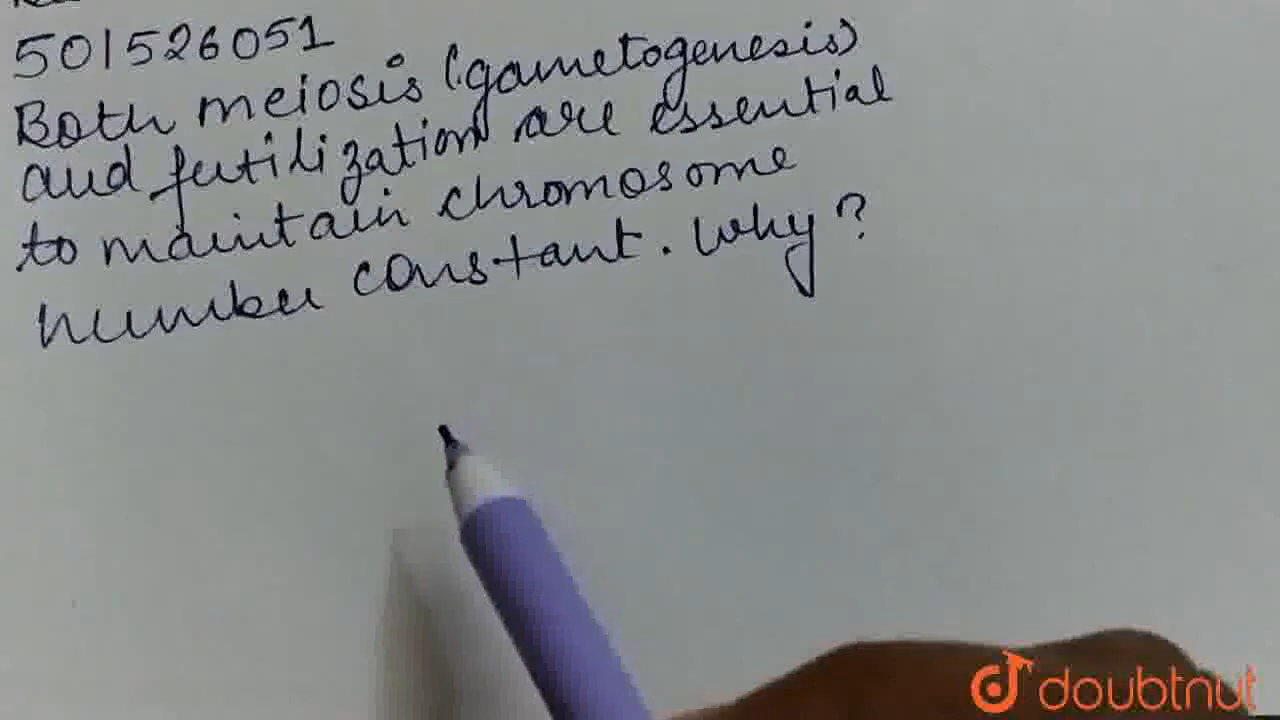 501526051
Both meiosis (gametogenesis)
and fertilization are essential
to maintain chromosome
number constant. Why?
doubtnut